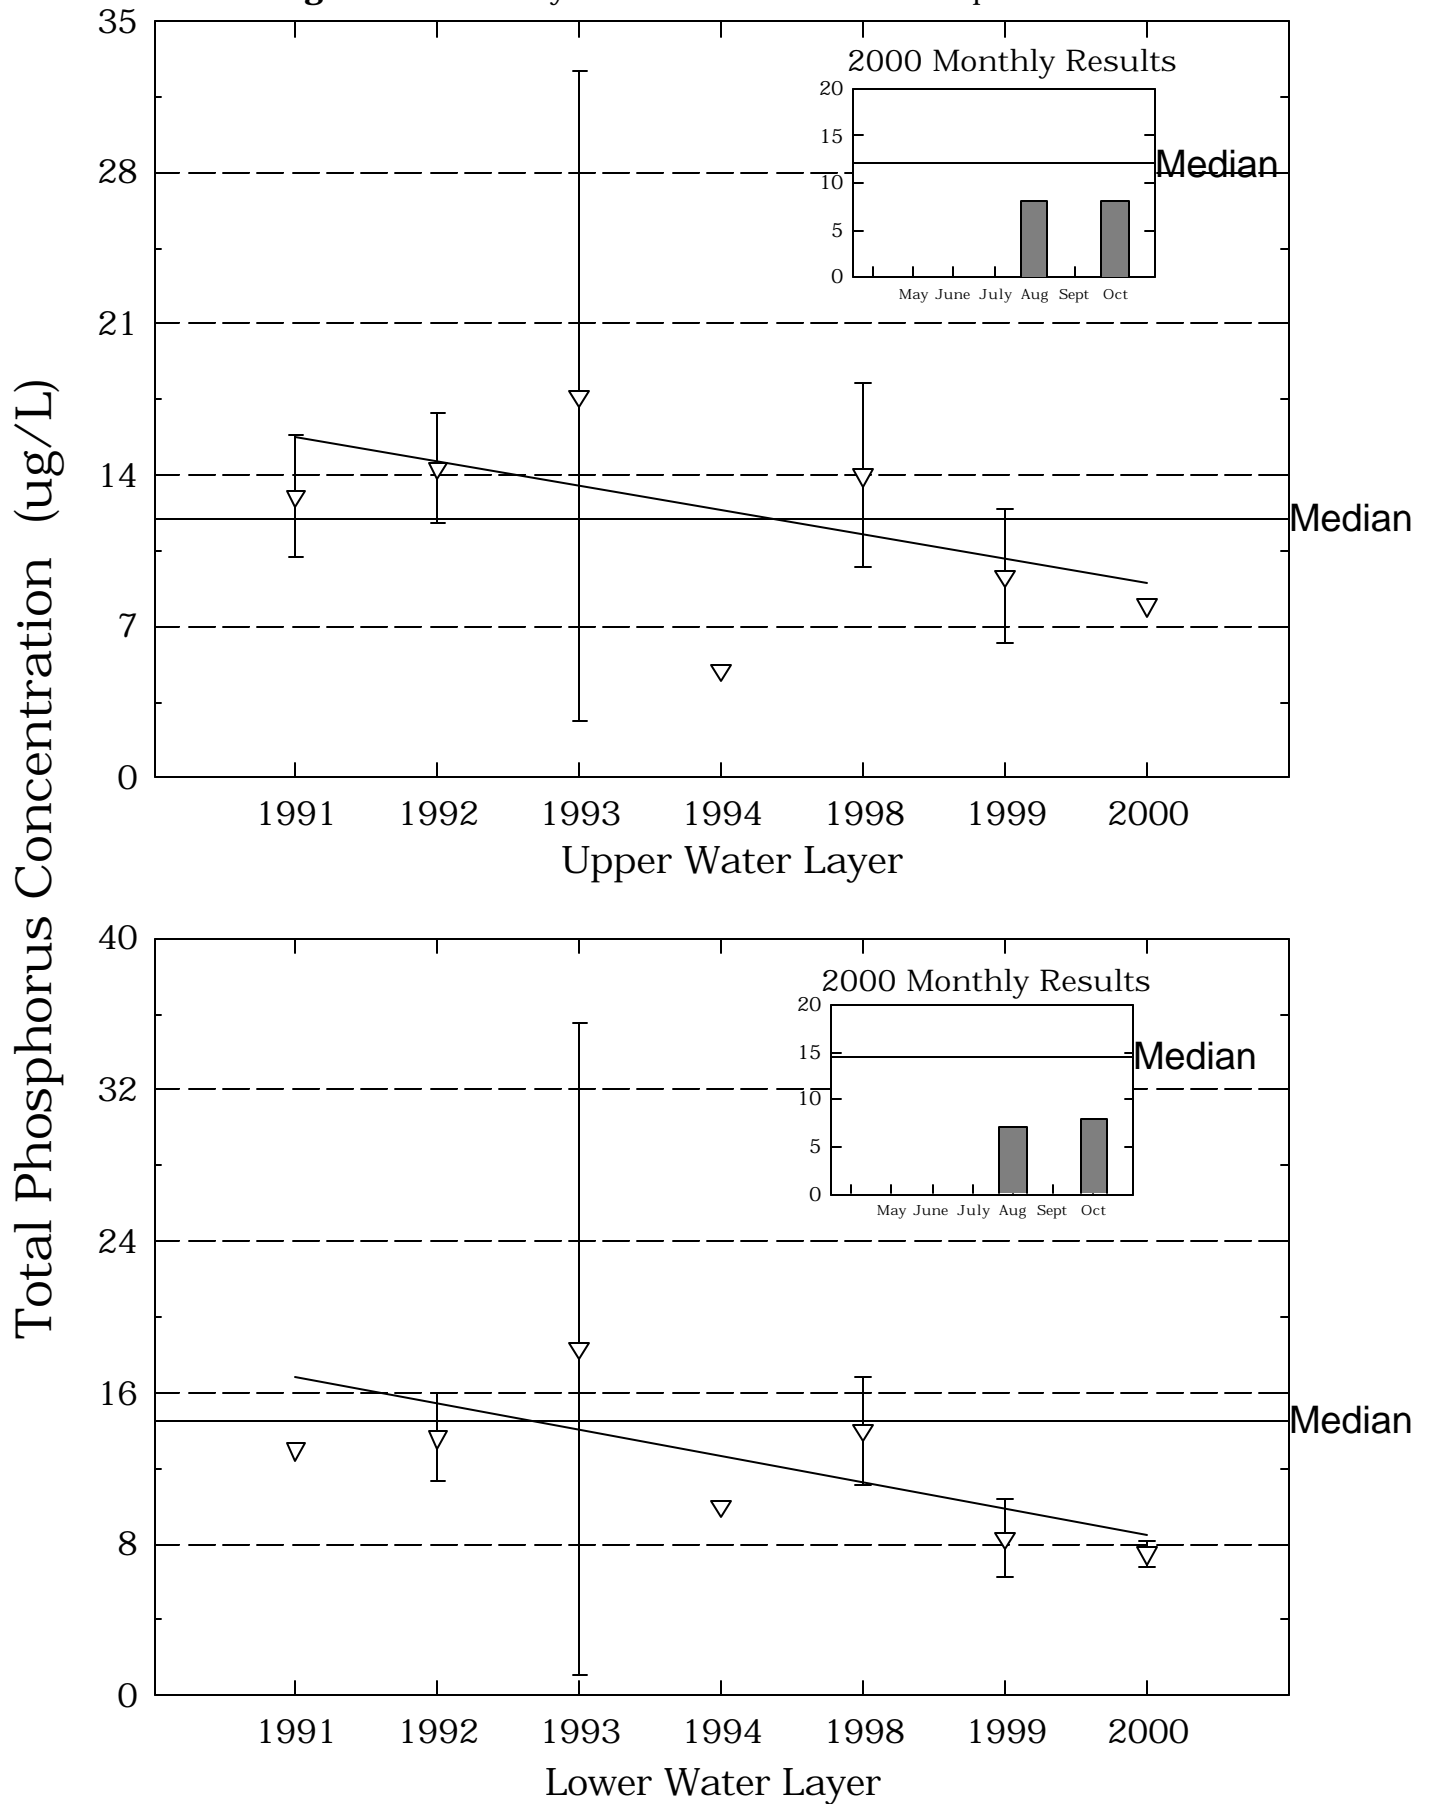 Total Phosphorus Concentration (ug/L)
35
28
21
14
7
0
2000 Monthly Results
20
15
10
5
0
Median
May June July Aug Sept Oct
Median
1991 1992 1993 1994 1998 1999 2000
Upper Water Layer
40
32
24
16
8
0
2000 Monthly Results
20
15
10
5
0
Median
May June July Aug Sept Oct
Median
1991 1992 1993 1994 1998 1999 2000
Lower Water Layer